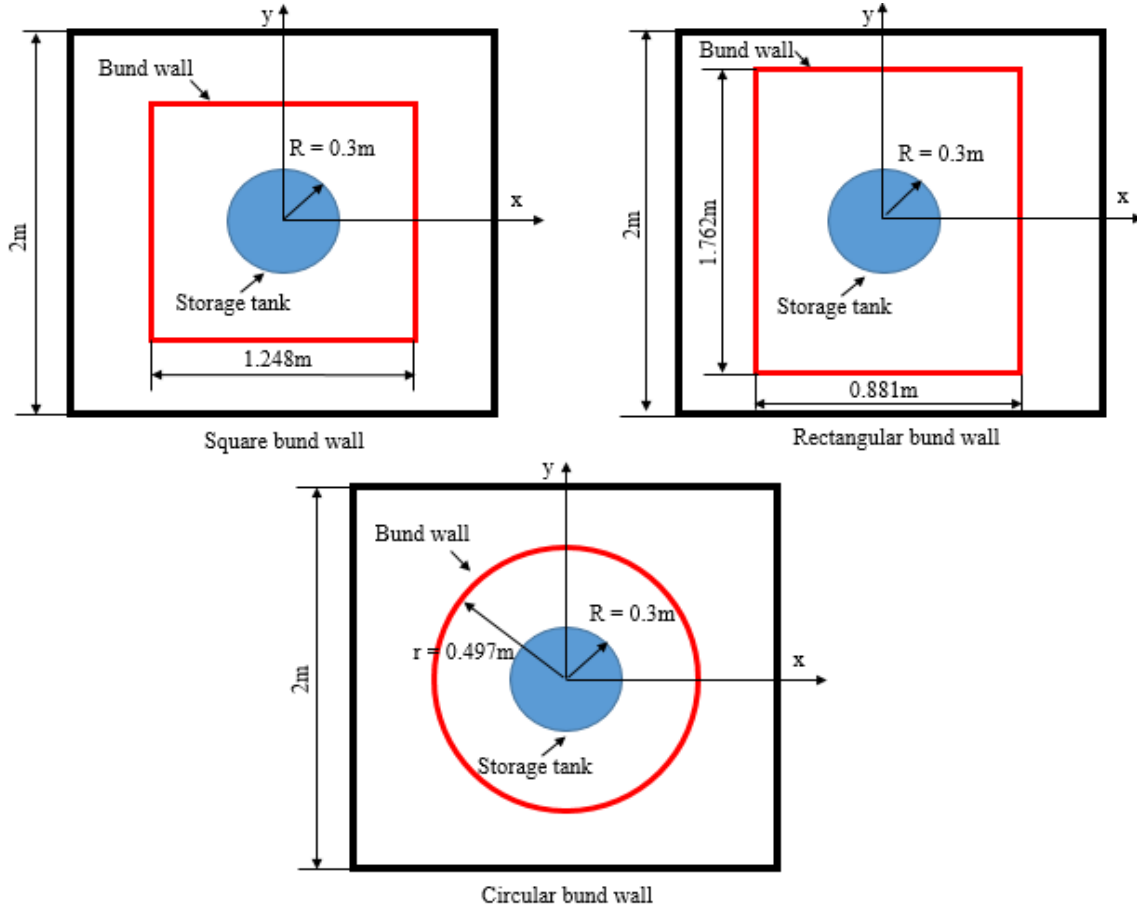 y
Bund wall
R = 0.3m
x
2m
Storage tank
1.248m
Square bund wall
y
Bund wall
R = 0.3m
x
2m
1.762m
Storage tank
0.881m
Rectangular bund wall
y
Bund wall
R = 0.3m
r = 0.497m
x
2m
Storage tank
Circular bund wall